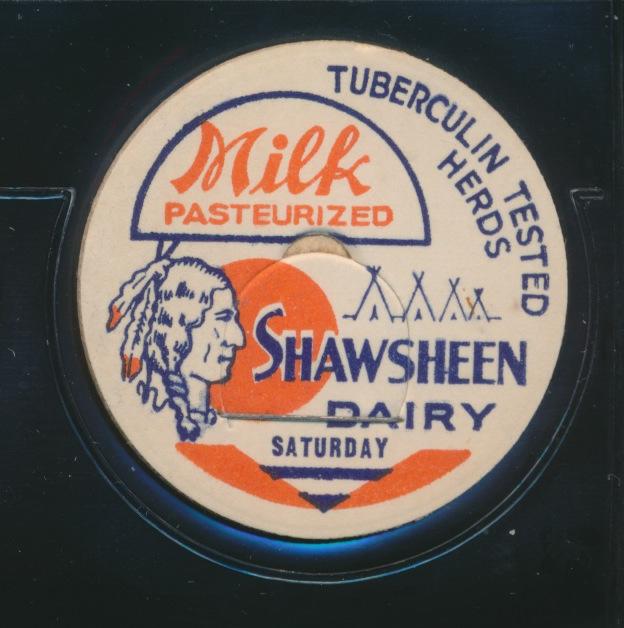 TUBERCULIN TESTED
HERDS
Milk
PASTEURIZED
SHAWSHEEN
DAIRY
SATURDAY